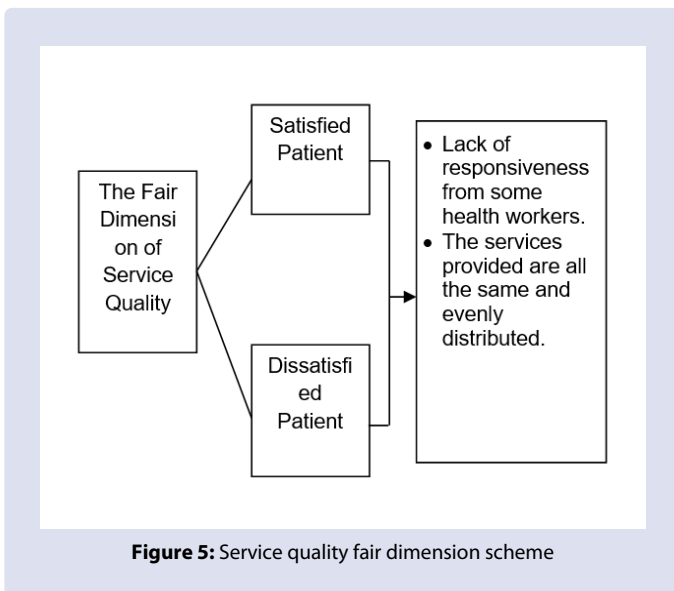 The Fair
Dimensi
on of
Service
Quality
Satisfied
Patient
Dissatisfi
ed
Patient
• Lack of
responsiveness
from some
health workers.
• The services
provided are all
the same and
evenly
distributed.
Figure 5: Service quality fair dimension scheme